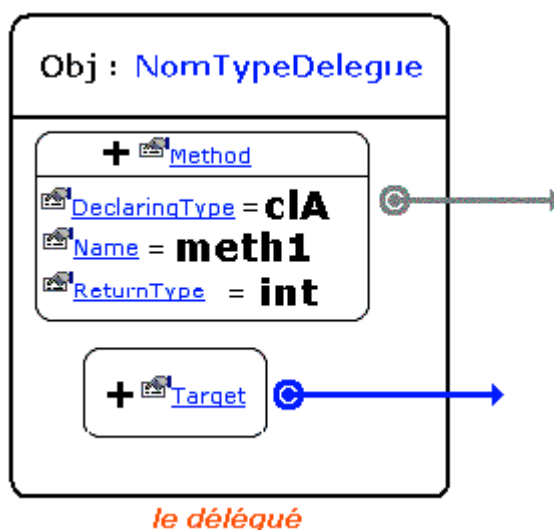 Obj : NomTypeDelegue
+ Method
DeclaringType = clA
Name = meth1
ReturnType = int
+ Target
le délégué